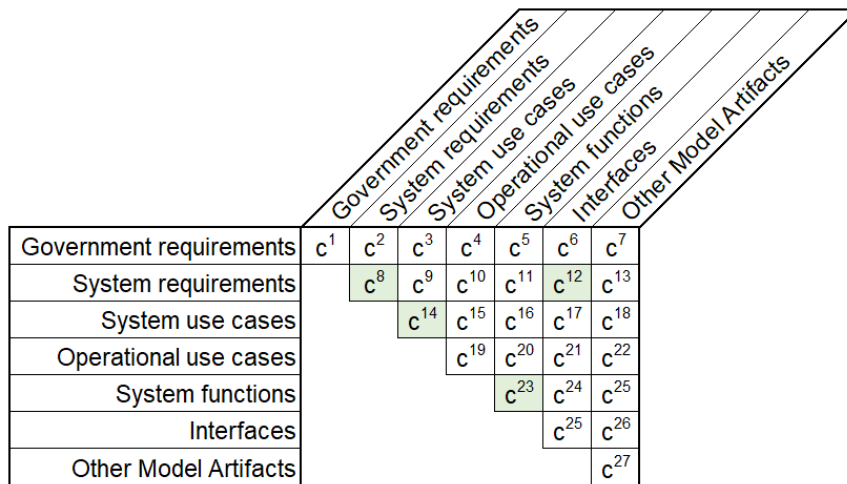 Government requirements
System requirements
System use cases
Operational use cases
System functions
Interfaces
Other Model Artifacts
Government requirements c¹ c² c³ c⁴ c⁵ c⁶ c⁷
System requirements c⁸ c⁹ c¹⁰ c¹¹ c¹² c¹³
System use cases c¹⁴ c¹⁵ c¹⁶ c¹⁷ c¹⁸
Operational use cases c¹⁹ c²⁰ c²¹ c²²
System functions c²³ c²⁴ c²⁵
Interfaces c²⁵ c²⁶
Other Model Artifacts c²⁷